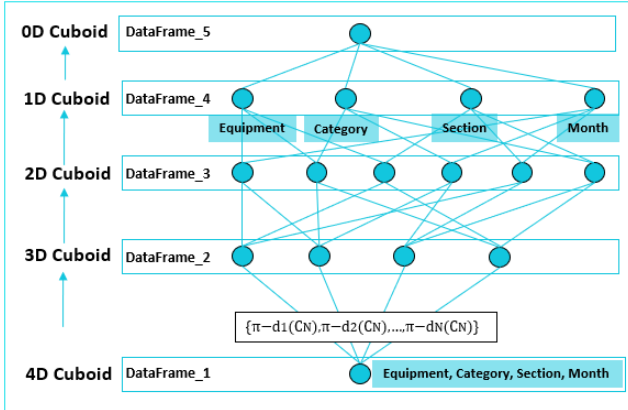 0D Cuboid DataFrame_5
1D Cuboid DataFrame_4
Equipment Category Section Month
2D Cuboid DataFrame_3
3D Cuboid DataFrame_2
{π−d1(CN),π−d2(CN),...,π−dN(CN)}
4D Cuboid DataFrame_1 Equipment, Category, Section, Month